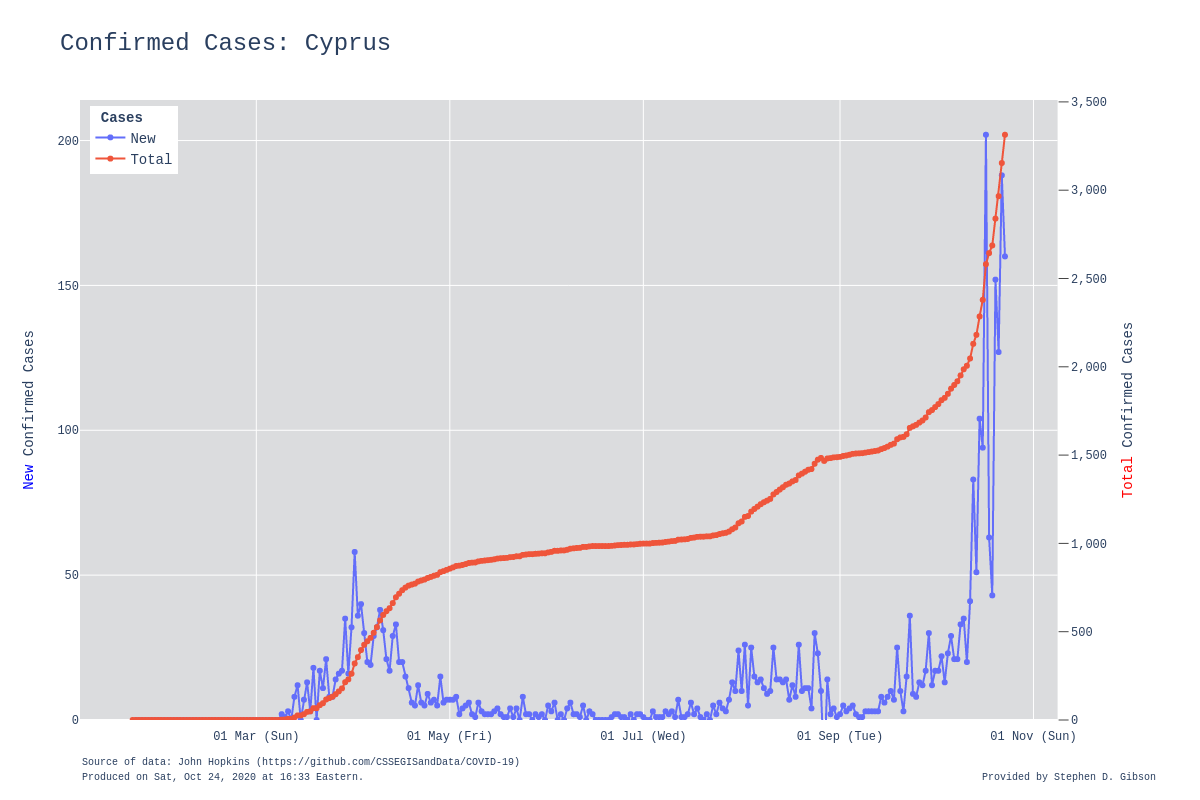 Confirmed Cases: Cyprus
Cases
New
Total
200
150
100
50
0
3,500
3,000
2,500
2,000
1,500
1,000
500
0
New Confirmed Cases
Total Confirmed Cases
01 Mar (Sun)
01 May (Fri)
01 Jul (Wed)
01 Sep (Tue)
01 Nov (Sun)
Source of data: John Hopkins (https://github.com/CSSEGISandData/COVID-19)
Produced on Sat, Oct 24, 2020 at 16:33 Eastern.
Provided by Stephen D. Gibson